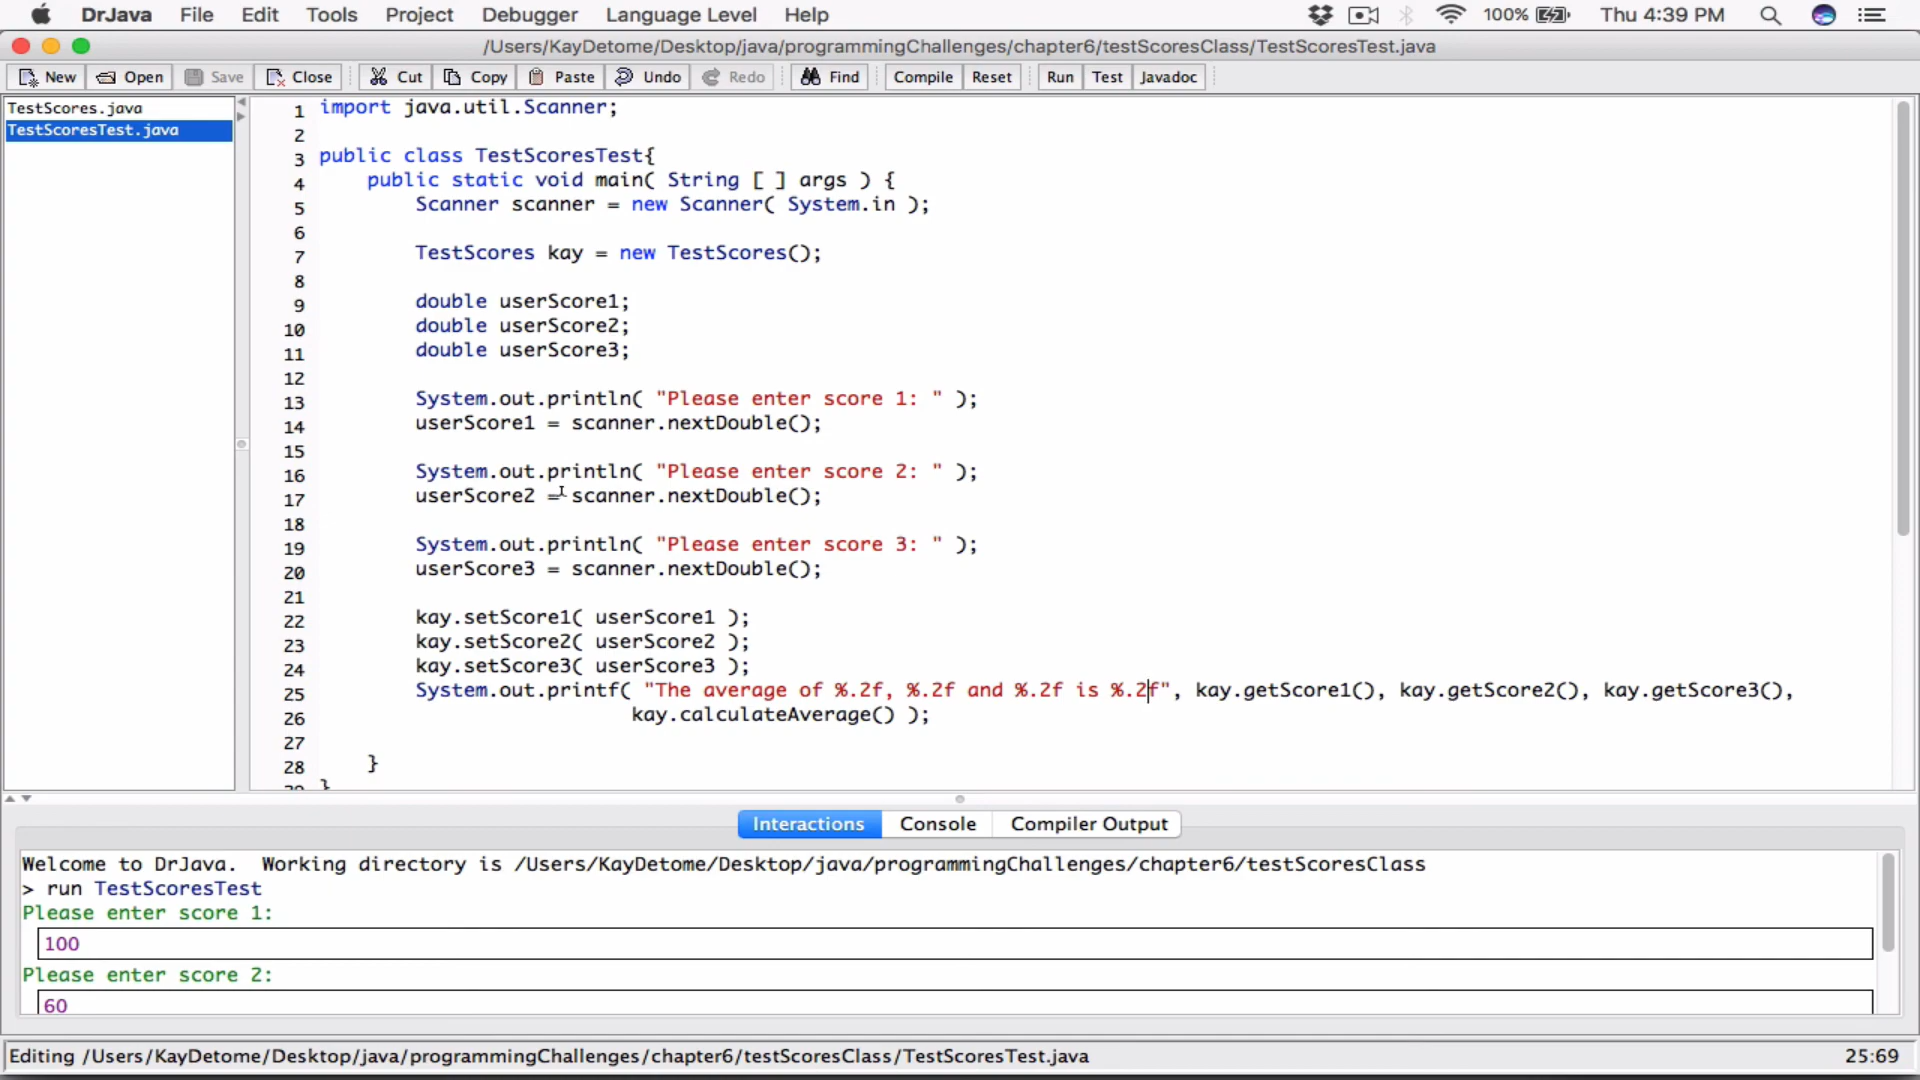 DrJava File Edit Tools Project Debugger Language Level Help 100% Thu 4:39 PM
/Users/KayDetome/Desktop/java/programmingChallenges/chapter6/testScoresClass/TestScoresTest.java
New Open Save Close Cut Copy Paste Undo Redo Find Compile Reset Run Test Javadoc
TestScores.java
TestScoresTest.java
1 import java.util.Scanner;
2
3 public class TestScoresTest{
4 public static void main( String [ ] args ) {
5 Scanner scanner = new Scanner( System.in );
6
7 TestScores kay = new TestScores();
8
9 double userScore1;
10 double userScore2;
11 double userScore3;
12
13 System.out.println( "Please enter score 1: " );
14 userScore1 = scanner.nextDouble();
15
16 System.out.println( "Please enter score 2: " );
17 userScore2 = scanner.nextDouble();
18
19 System.out.println( "Please enter score 3: " );
20 userScore3 = scanner.nextDouble();
21
22 kay.setScore1( userScore1 );
23 kay.setScore2( userScore2 );
24 kay.setScore3( userScore3 );
25 System.out.printf( "The average of %.2f, %.2f and %.2f is %.2f", kay.getScore1(), kay.getScore2(), kay.getScore3(),
26 kay.calculateAverage() );
27
28 }
}
Interactions Console Compiler Output
Welcome to DrJava. Working directory is /Users/KayDetome/Desktop/java/programmingChallenges/chapter6/testScoresClass
> run TestScoresTest
Please enter score 1:
100
Please enter score 2:
60
Editing /Users/KayDetome/Desktop/java/programmingChallenges/chapter6/testScoresClass/TestScoresTest.java 25:69